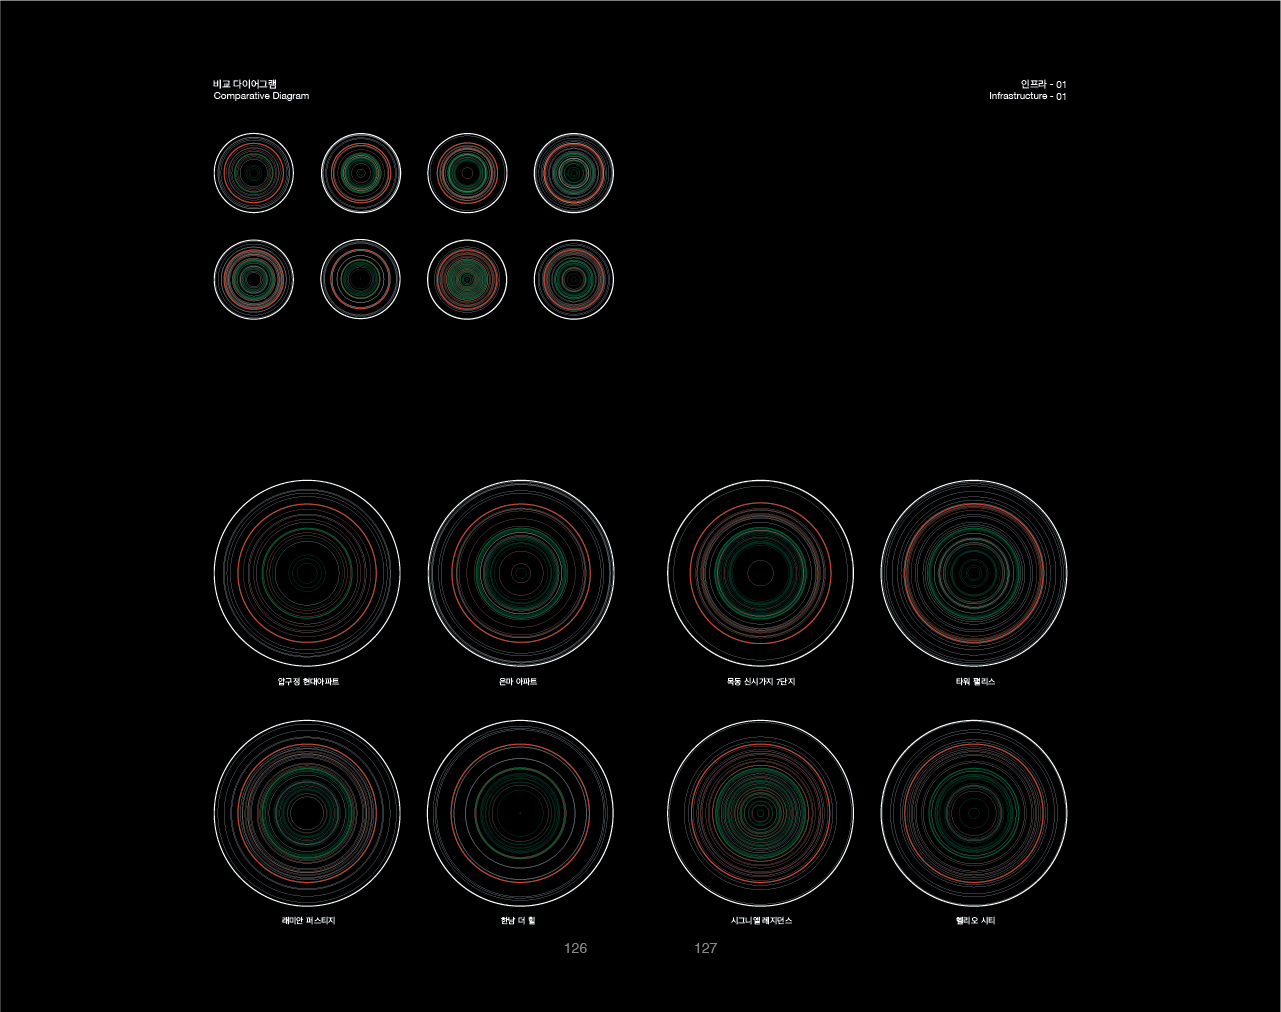 비교 다이어그램
Comparative Diagram
인프라 - 01
Infrastructure - 01
압구정 현대아파트
은마 아파트
목동 신시가지 7단지
타워 팰리스
래미안 퍼스티지
한남 더 힐
시그니엘 레지던스
헬리오 시티
126
127